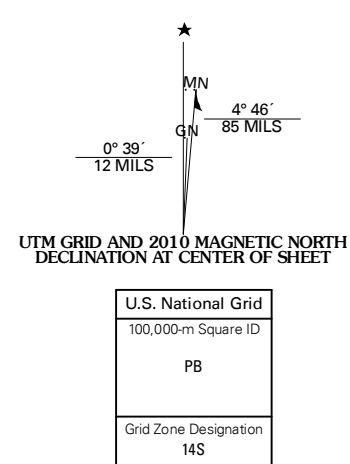 MN
4° 46´
GN
85 MILS
0° 39´
12 MILS
UTM GRID AND 2010 MAGNETIC NORTH
DECLINATION AT CENTER OF SHEET
U.S. National Grid
100,000-m Square ID
PB
Grid Zone Designation
14S